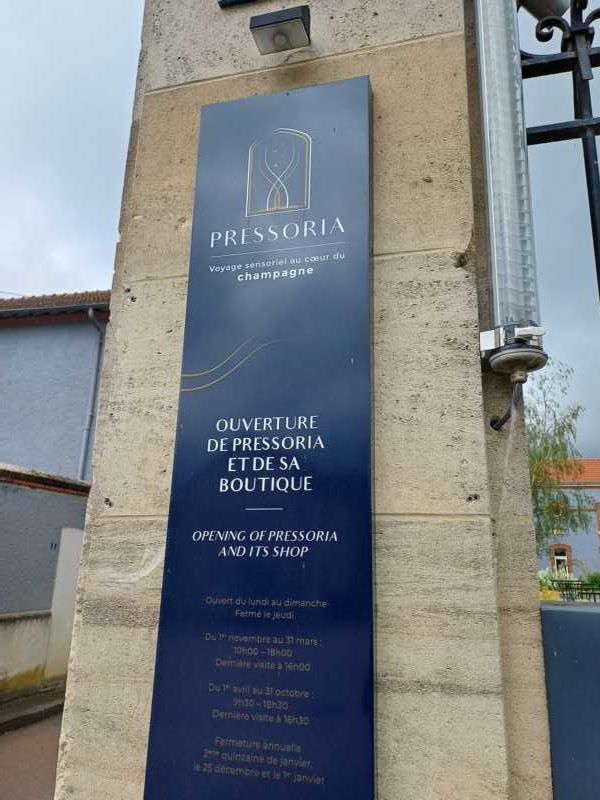 PRESSORIA
Voyage sensoriel au cœur du
champagne
OUVERTURE
DE PRESSORIA
ET DE SA
BOUTIQUE
OPENING OF PRESSORIA
AND ITS SHOP
Ouvert du lundi au dimanche
Fermé le jeudi
Du 1er novembre au 31 mars :
10h00 - 18h00
Dernière visite à 16h00
Du 1er avril au 31 octobre :
9h30 - 18h30
Dernière visite à 16h30
Fermeture annuelle
2ème quinzaine de janvier,
le 25 décembre et le 1er janvier